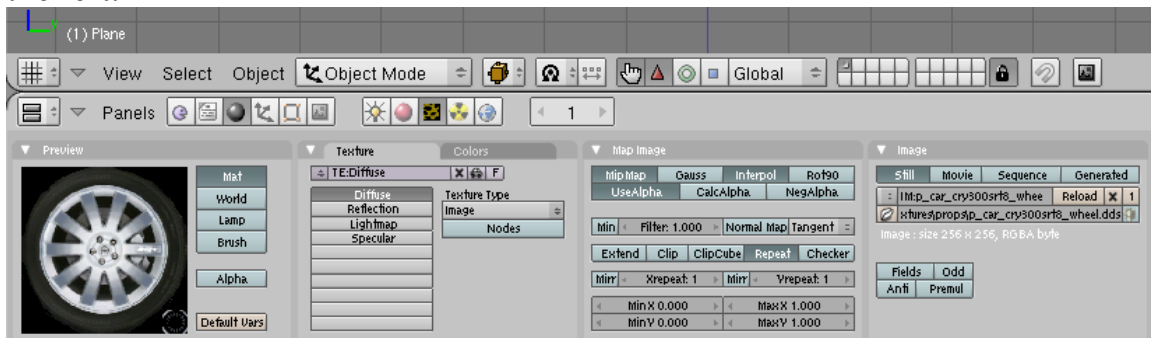 (1) Plane
View Select Object Object Mode Global
Panels 1
Preview
Mat
World
Lamp
Brush
Alpha
Default Vars
Texture Colors
TE:Diffuse X F
Diffuse
Reflection
Lightmap
Specular
Texture Type
Image
Nodes
Map Image
MipMap Gauss Interpol Rot90
UseAlpha CalcAlpha NegAlpha
Min Filter: 1.000 Normal Map Tangent
Extend Clip ClipCube Repeat Checker
Mirr Xrepeat: 1 Mirr Yrepeat: 1
MinX 0.000 MaxX 1.000
MinY 0.000 MaxY 1.000
Image
Still Movie Sequence Generated
IM:p_car_cry300srt8_whee Reload X 1
xtures\props\p_car_cry300srt8_wheel.dds
Image : size 256 x 256, RGBA byte
Fields Odd
Anti Premul